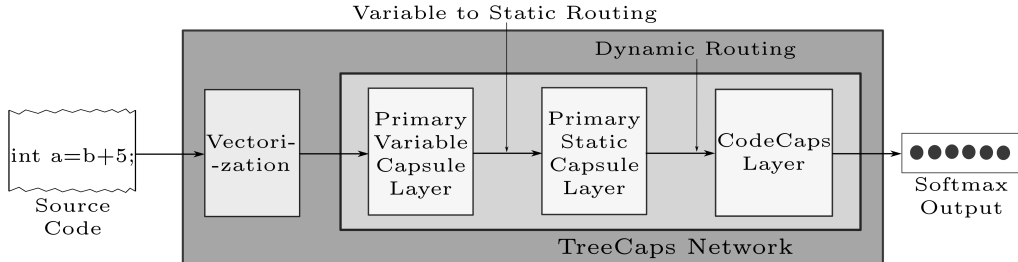 Variable to Static Routing
Dynamic Routing
int a=b+5;
Source
Code
Vectori-
-zation
Primary
Variable
Capsule
Layer
Primary
Static
Capsule
Layer
CodeCaps
Layer
Softmax
Output
TreeCaps Network